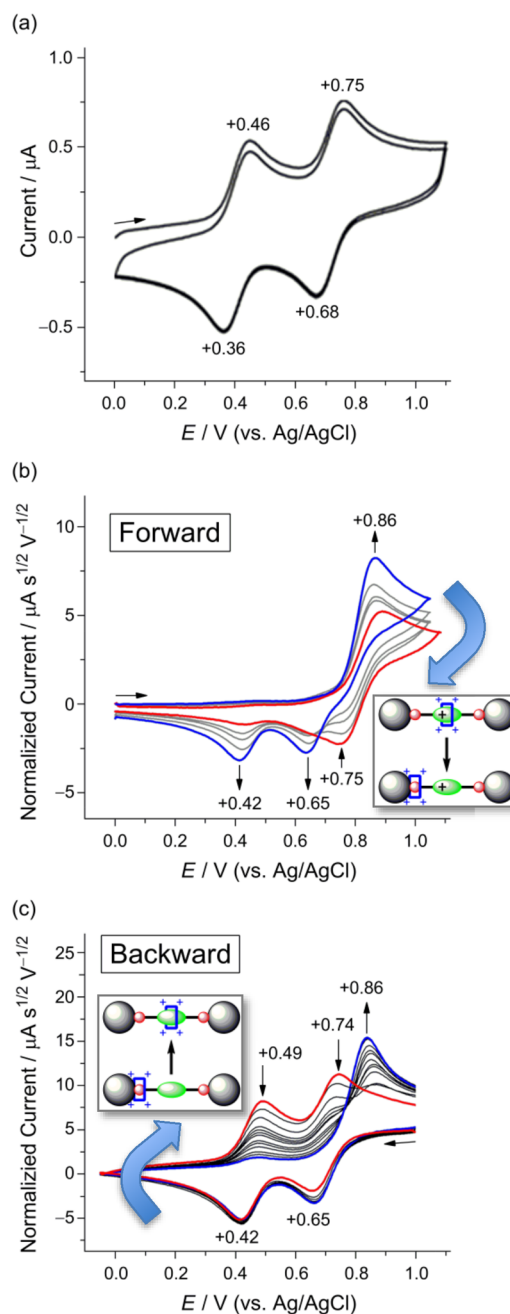 (a)
1.0
0.5
0.0
−0.5
Current / μA
+0.46
+0.75
+0.36
+0.68
0.0 0.2 0.4 0.6 0.8 1.0
E / V (vs. Ag/AgCl)
(b)
Forward
10
5
0
−5
Normalizied Current / μA s1/2 V−1/2
+0.86
+0.42
+0.65
+0.75
+ +
+
+ +
+ +
+
+ +
0.0 0.2 0.4 0.6 0.8 1.0
E / V (vs. Ag/AgCl)
(c)
Backward
25
20
15
10
5
0
−5
Normalizied Current / μA s1/2 V−1/2
+ +
+ +
+ +
+ +
+0.49
+0.74
+0.86
+0.42
+0.65
0.0 0.2 0.4 0.6 0.8 1.0
E / V (vs. Ag/AgCl)